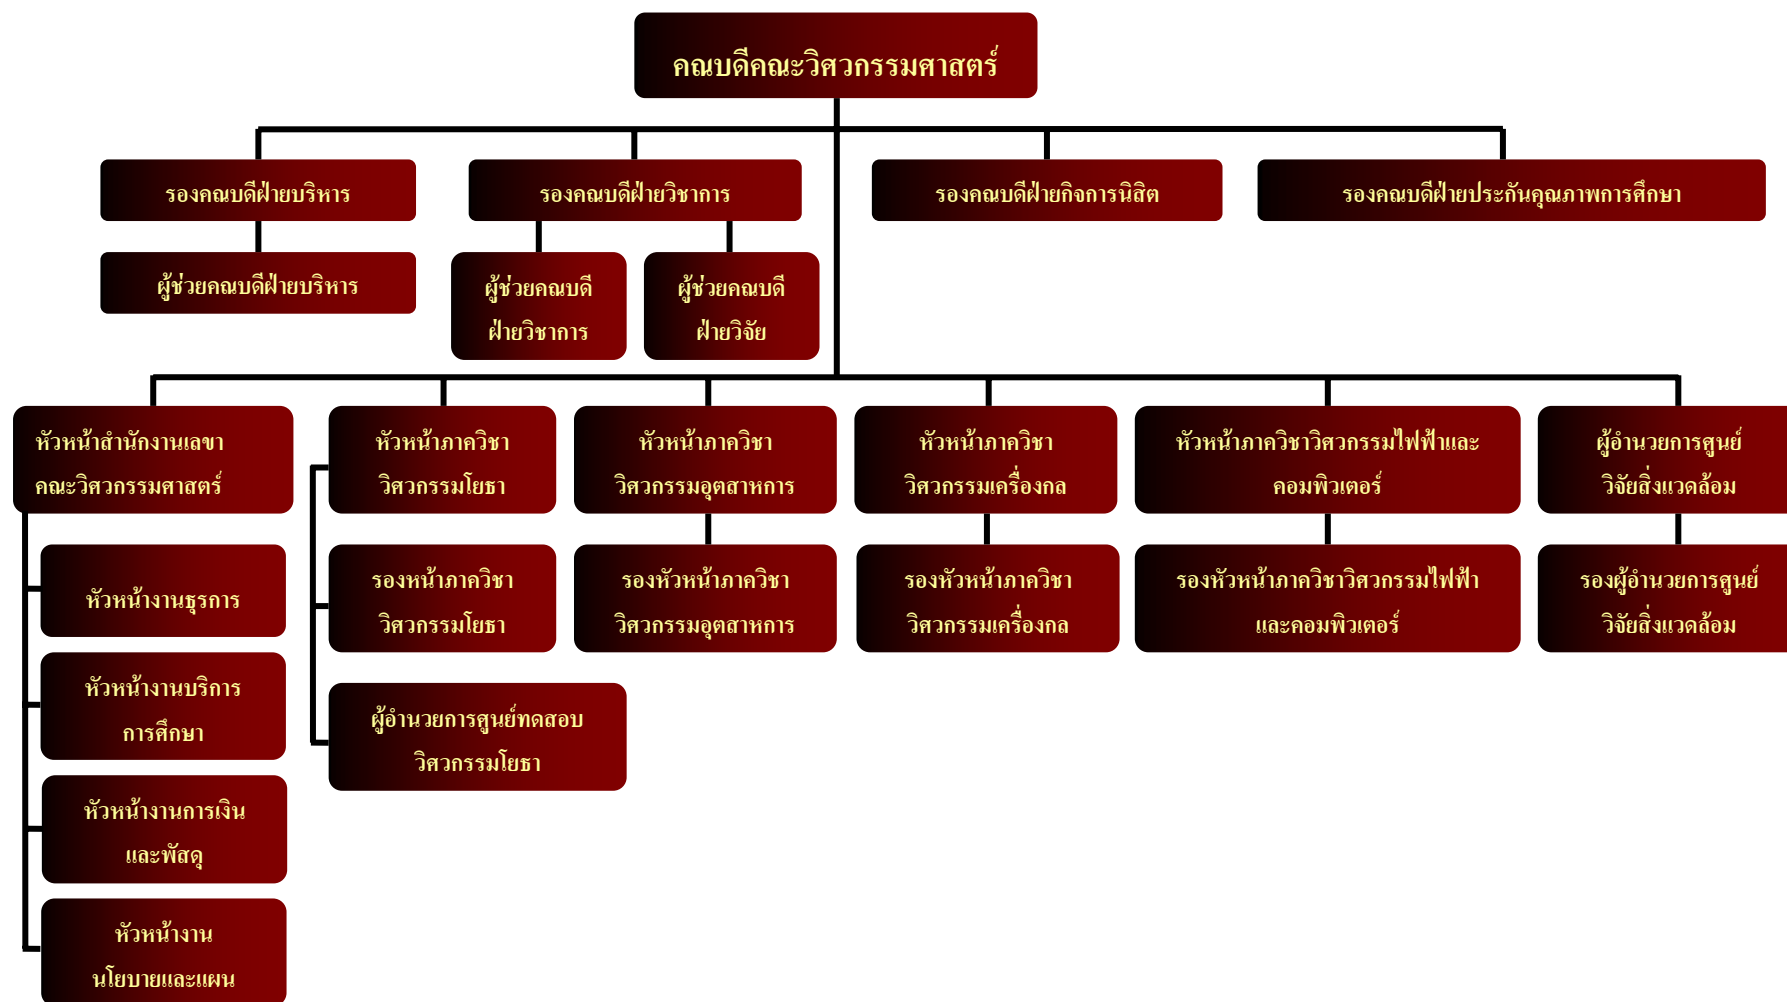 คณบดีคณะวิศวกรรมศาสตร์
รองคณบดีฝ่ายบริหาร
รองคณบดีฝ่ายวิชาการ
รองคณบดีฝ่ายกิจการนิสิต
รองคณบดีฝ่ายประกันคุณภาพการศึกษา
ผู้ช่วยคณบดีฝ่ายบริหาร
ผู้ช่วยคณบดี
ฝ่ายวิชาการ
ผู้ช่วยคณบดี
ฝ่ายวิจัย
หัวหน้าสำนักงานเลขา
คณะวิศวกรรมศาสตร์
หัวหน้าภาควิชา
วิศวกรรมโยธา
หัวหน้าภาควิชา
วิศวกรรมอุตสาหการ
หัวหน้าภาควิชา
วิศวกรรมเครื่องกล
หัวหน้าภาควิชาวิศวกรรมไฟฟ้าและ
คอมพิวเตอร์
ผู้อำนวยการศูนย์
วิจัยสิ่งแวดล้อม
หัวหน้างานธุรการ
รองหน้าภาควิชา
วิศวกรรมโยธา
รองหัวหน้าภาควิชา
วิศวกรรมอุตสาหการ
รองหัวหน้าภาควิชา
วิศวกรรมเครื่องกล
รองหัวหน้าภาควิชาวิศวกรรมไฟฟ้า
และคอมพิวเตอร์
รองผู้อำนวยการศูนย์
วิจัยสิ่งแวดล้อม
หัวหน้างานบริการ
การศึกษา
ผู้อำนวยการศูนย์ทดสอบ
วิศวกรรมโยธา
หัวหน้างานการเงิน
และพัสดุ
หัวหน้างาน
นโยบายและแผน